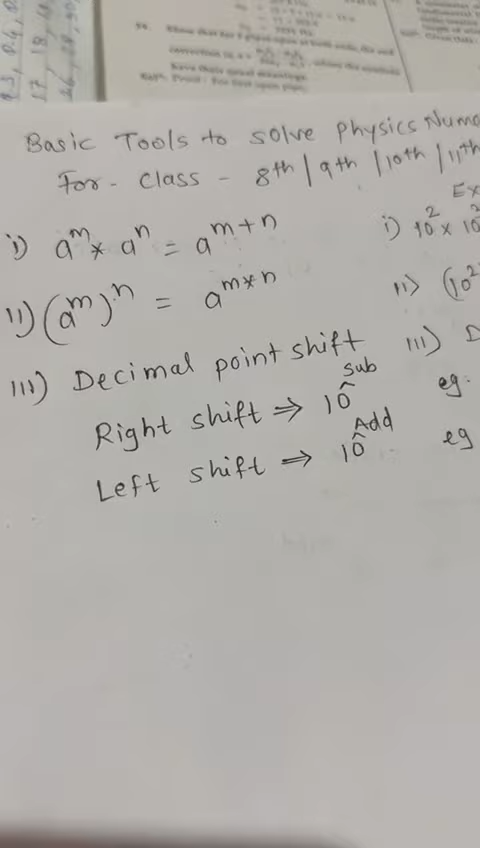 Basic Tools to solve physics Nume
For - class - 8th / 9th / 10th / 11th
Ex
i) a^m × a^n = a^{m+n} i) 10^2 × 10^2
ii) (a^m)^n = a^{m×n} ii) (10^2
iii) Decimal point shift iii) D
Right shift ⇒ 10^Sub eg.
Left shift ⇒ 10^Add eg